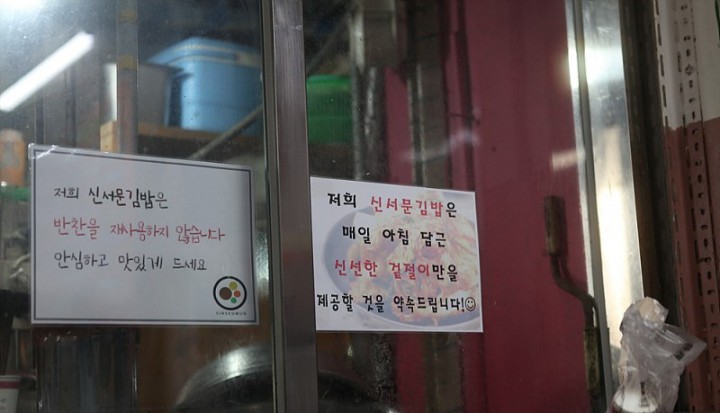 저희 신서문김밥은
반찬을 재사용하지 않습니다
안심하고 맛있게 드세요
SINSEOMUN
저희 신서문김밥은
매일 아침 담근
신선한 겉절이만을
제공할 것을 약속드립니다!☺